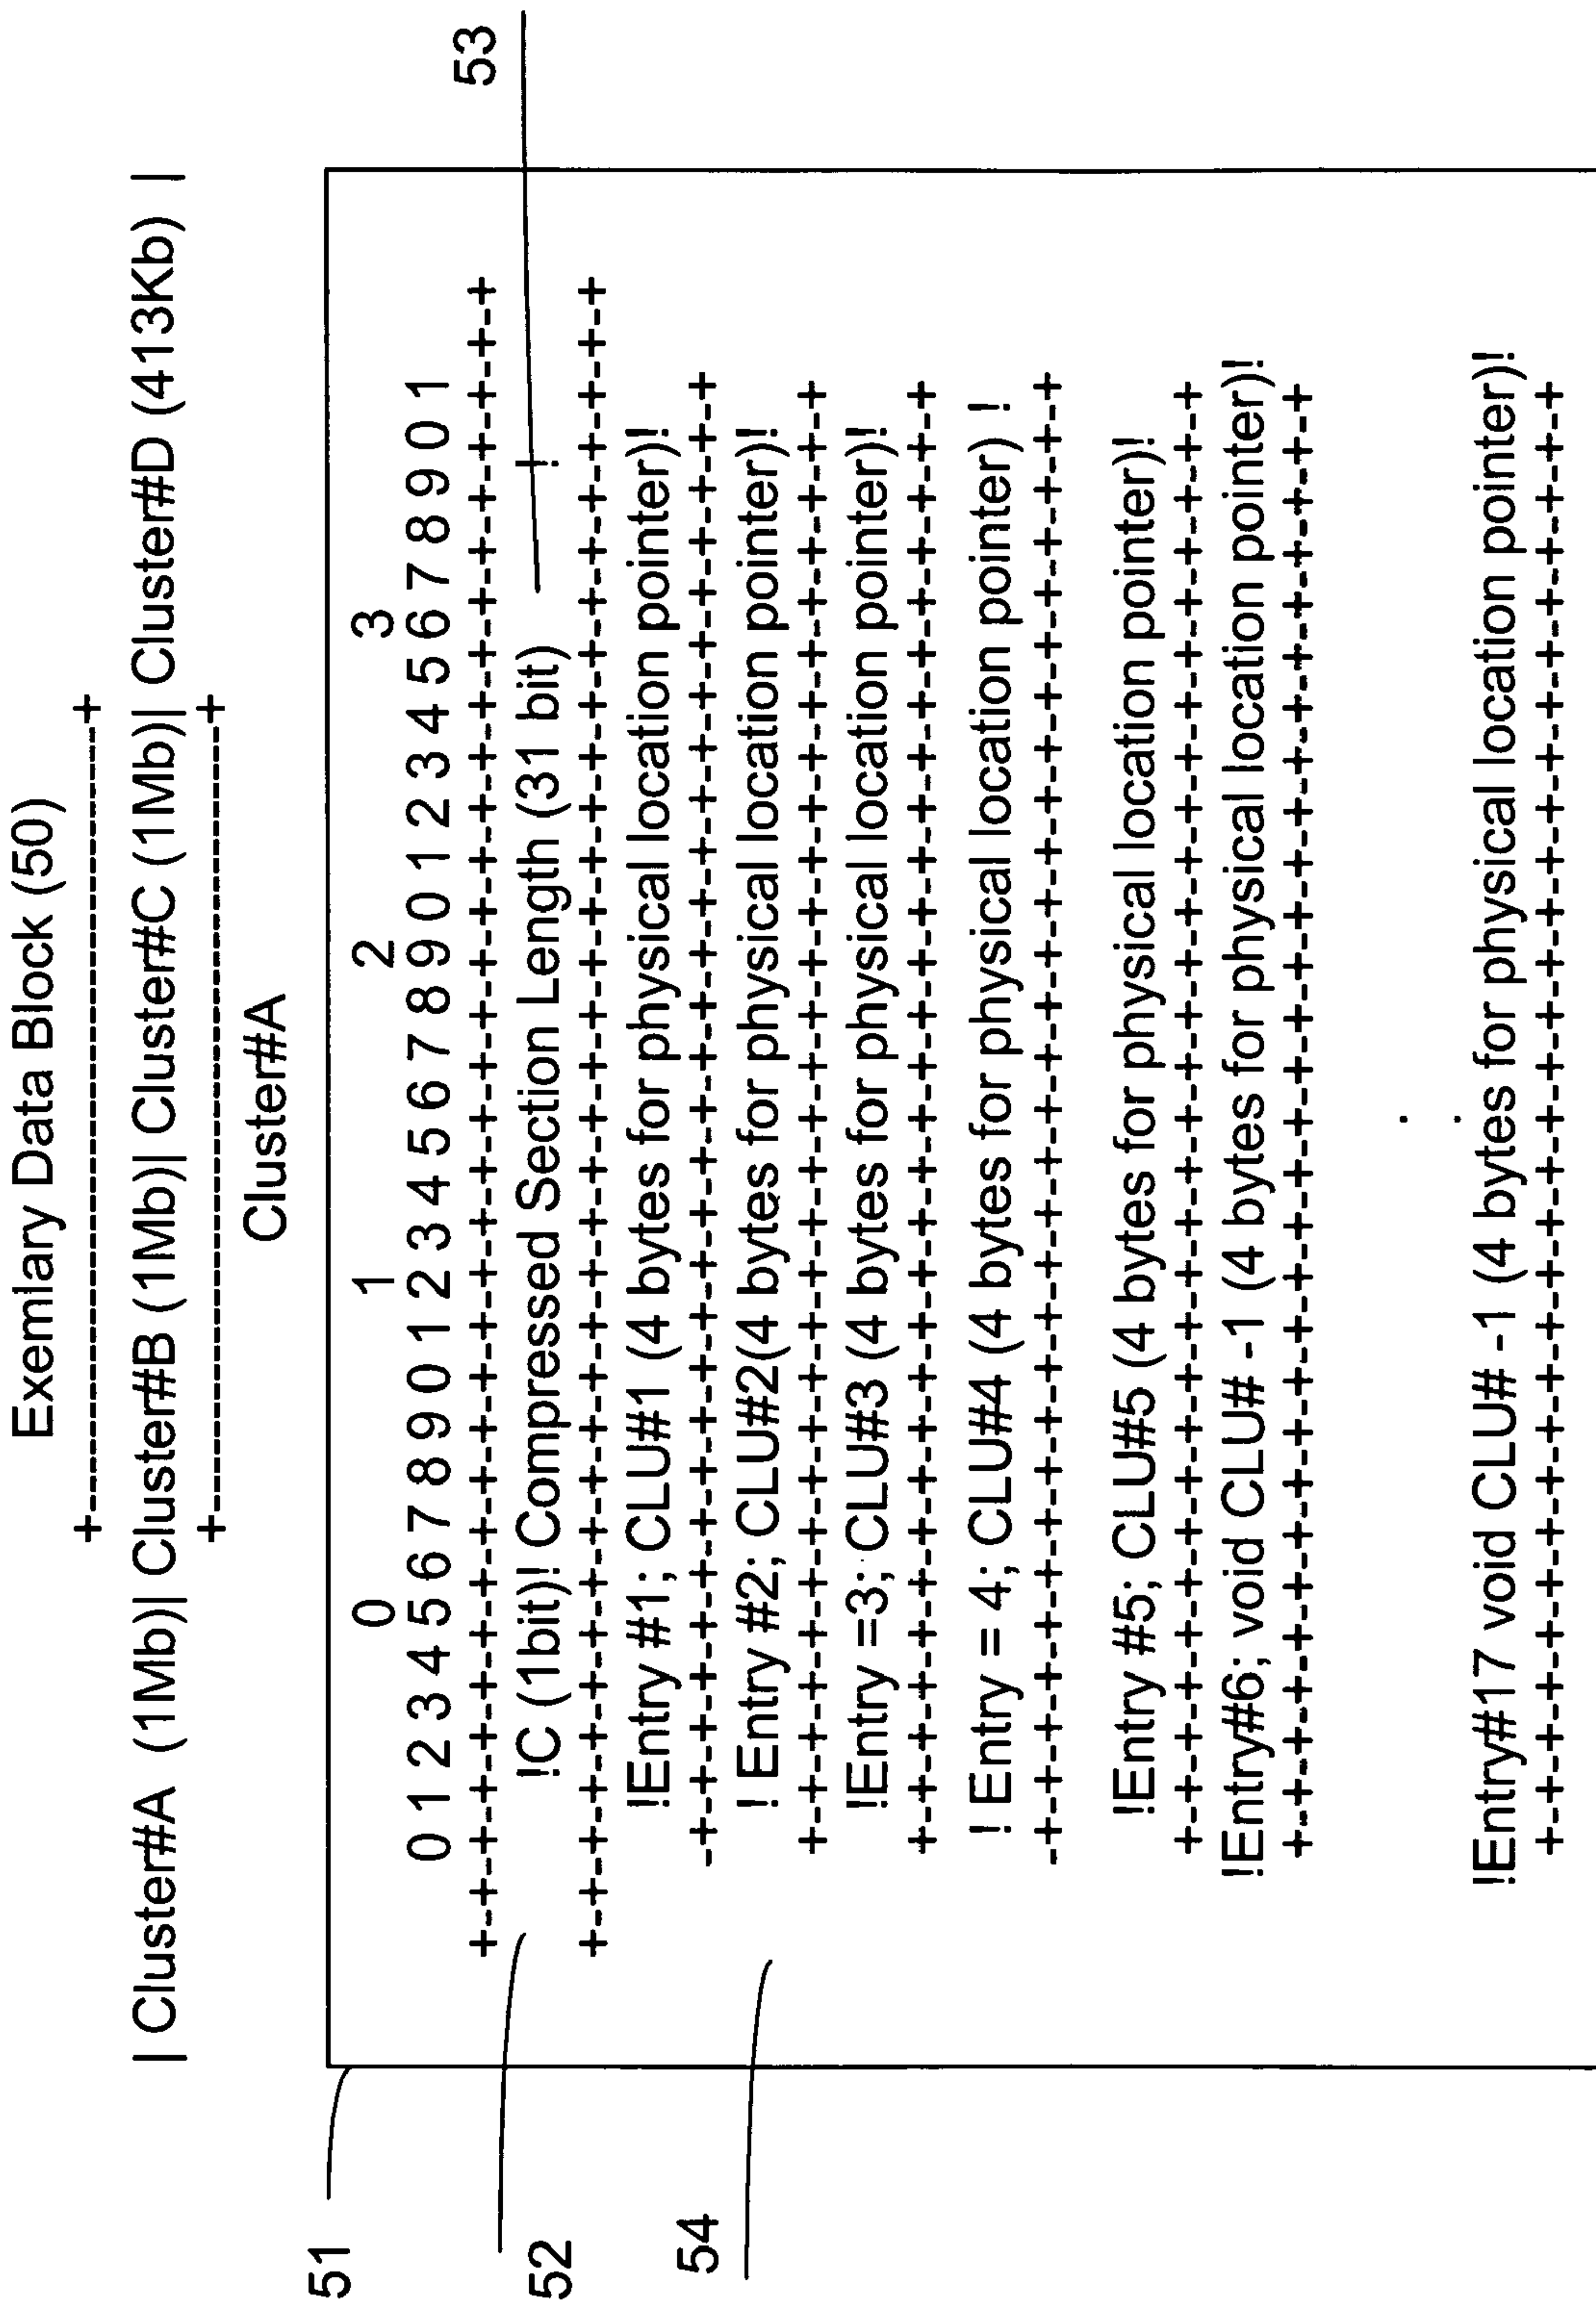 Exemlary Data Block (50)
+-----------------------------------------------+
| Cluster#A (1Mb)| Cluster#B (1Mb)| Cluster#C (1Mb)| Cluster#D (413Kb) |
+-----------------------------------------------+
Cluster#A
51
0 1 2 3
0 1 2 3 4 5 6 7 8 9 0 1 2 3 4 5 6 7 8 9 0 1 2 3 4 5 6 7 8 9 0 1
+-+-+-+-+-+-+-+-+-+-+-+-+-+-+-+-+-+-+-+-+-+-+-+-+-+-+-+-+-+-+-+-+
52
!C (1bit)! Compressed Section Length (31 bit) !
53
+-+-+-+-+-+-+-+-+-+-+-+-+-+-+-+-+-+-+-+-+-+-+-+-+-+-+-+-+-+-+-+-+
!Entry #1; CLU#1 (4 bytes for physical location pointer)!
-+-+-+-+-+-+-+-+-+-+-+-+-+-+-+-+-+-+-+-+-+-+-+-+-+-+-+-+-+
54
! Entry #2; CLU#2(4 bytes for physical location pointer)!
+-+-+-+-+-+-+-+-+-+-+-+-+-+-+-+-+-+-+-+-+-+-+-+-+-+-+-+-+-+
!Entry =3; CLU#3 (4 bytes for physical location pointer)!
+-+-+-+-+-+-+-+-+-+-+-+-+-+-+-+-+-+-+-+-+-+-+-+-+-+-+-+-+-+
! Entry = 4; CLU#4 (4 bytes for physical location pointer) !
-+-+-+-+-+-+-+-+-+-+-+-+-+-+-+-+-+-+-+-+-+-+-+-+-+-+-+-+-+
!Entry #5; CLU#5 (4 bytes for physical location pointer)!
+-+-+-+-+-+-+-+-+-+-+-+-+-+-+-+-+-+-+-+-+-+-+-+-+-+-+-+-+-+
!Entry#6; void CLU# -1 (4 bytes for physical location pointer)!
+-+-+-+-+-+-+-+-+-+-+-+-+-+-+-+-+-+-+-+-+-+-+-+-+-+-+-+-+-+
.
.
!Entry#17 void CLU# -1 (4 bytes for physical location pointer)!
+-+-+-+-+-+-+-+-+-+-+-+-+-+-+-+-+-+-+-+-+-+-+-+-+-+-+-+-+-+